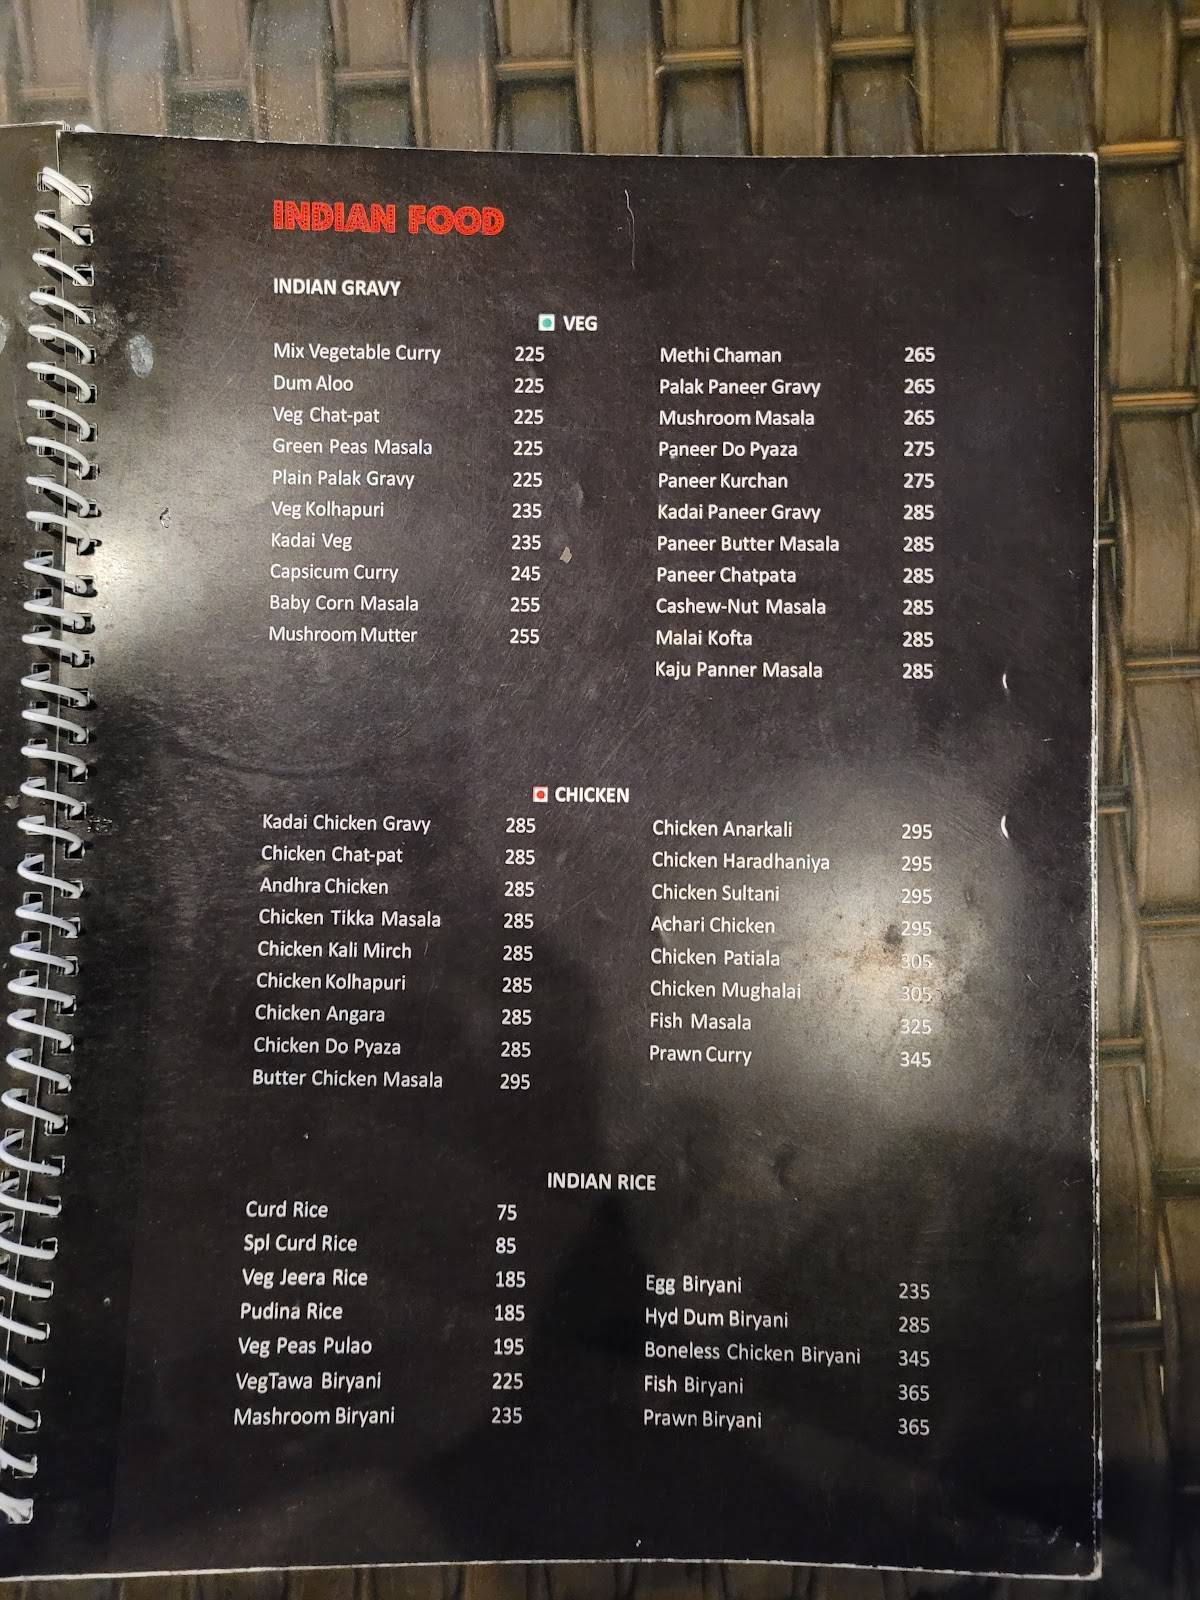 INDIAN FOOD
INDIAN GRAVY
VEG
Mix Vegetable Curry 225
Dum Aloo 225
Veg Chat-pat 225
Green Peas Masala 225
Plain Palak Gravy 225
Veg Kolhapuri 235
Kadai Veg 235
Capsicum Curry 245
Baby Corn Masala 255
Mushroom Mutter 255
Methi Chaman 265
Palak Paneer Gravy 265
Mushroom Masala 265
Paneer Do Pyaza 275
Paneer Kurchan 275
Kadai Paneer Gravy 285
Paneer Butter Masala 285
Paneer Chatpata 285
Cashew-Nut Masala 285
Malai Kofta 285
Kaju Panner Masala 285
CHICKEN
Kadai Chicken Gravy 285
Chicken Chat-pat 285
Andhra Chicken 285
Chicken Tikka Masala 285
Chicken Kali Mirch 285
Chicken Kolhapuri 285
Chicken Angara 285
Chicken Do Pyaza 285
Butter Chicken Masala 295
Chicken Anarkali 295
Chicken Haradhaniya 295
Chicken Sultani 295
Achari Chicken 295
Chicken Patiala 305
Chicken Mughalai 305
Fish Masala 325
Prawn Curry 345
INDIAN RICE
Curd Rice 75
Spl Curd Rice 85
Veg Jeera Rice 185
Pudina Rice 185
Veg Peas Pulao 195
VegTawa Biryani 225
Mashroom Biryani 235
Egg Biryani 235
Hyd Dum Biryani 285
Boneless Chicken Biryani 345
Fish Biryani 365
Prawn Biryani 365